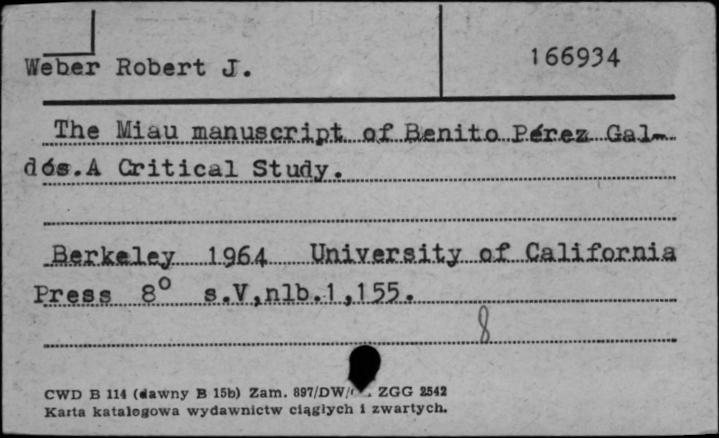 Weber Robert J.
166934
The Miau manuscript of Benito Pérez Gal-
dós.A Critical Study.
Berkeley 1964 University of California
Press 8° s.V,nlb.1,155.
8
CWD B 114 (dawny B 15b) Zam. 897/DW/ ZGG 2542
Karta katalogowa wydawnictw ciągłych i zwartych.